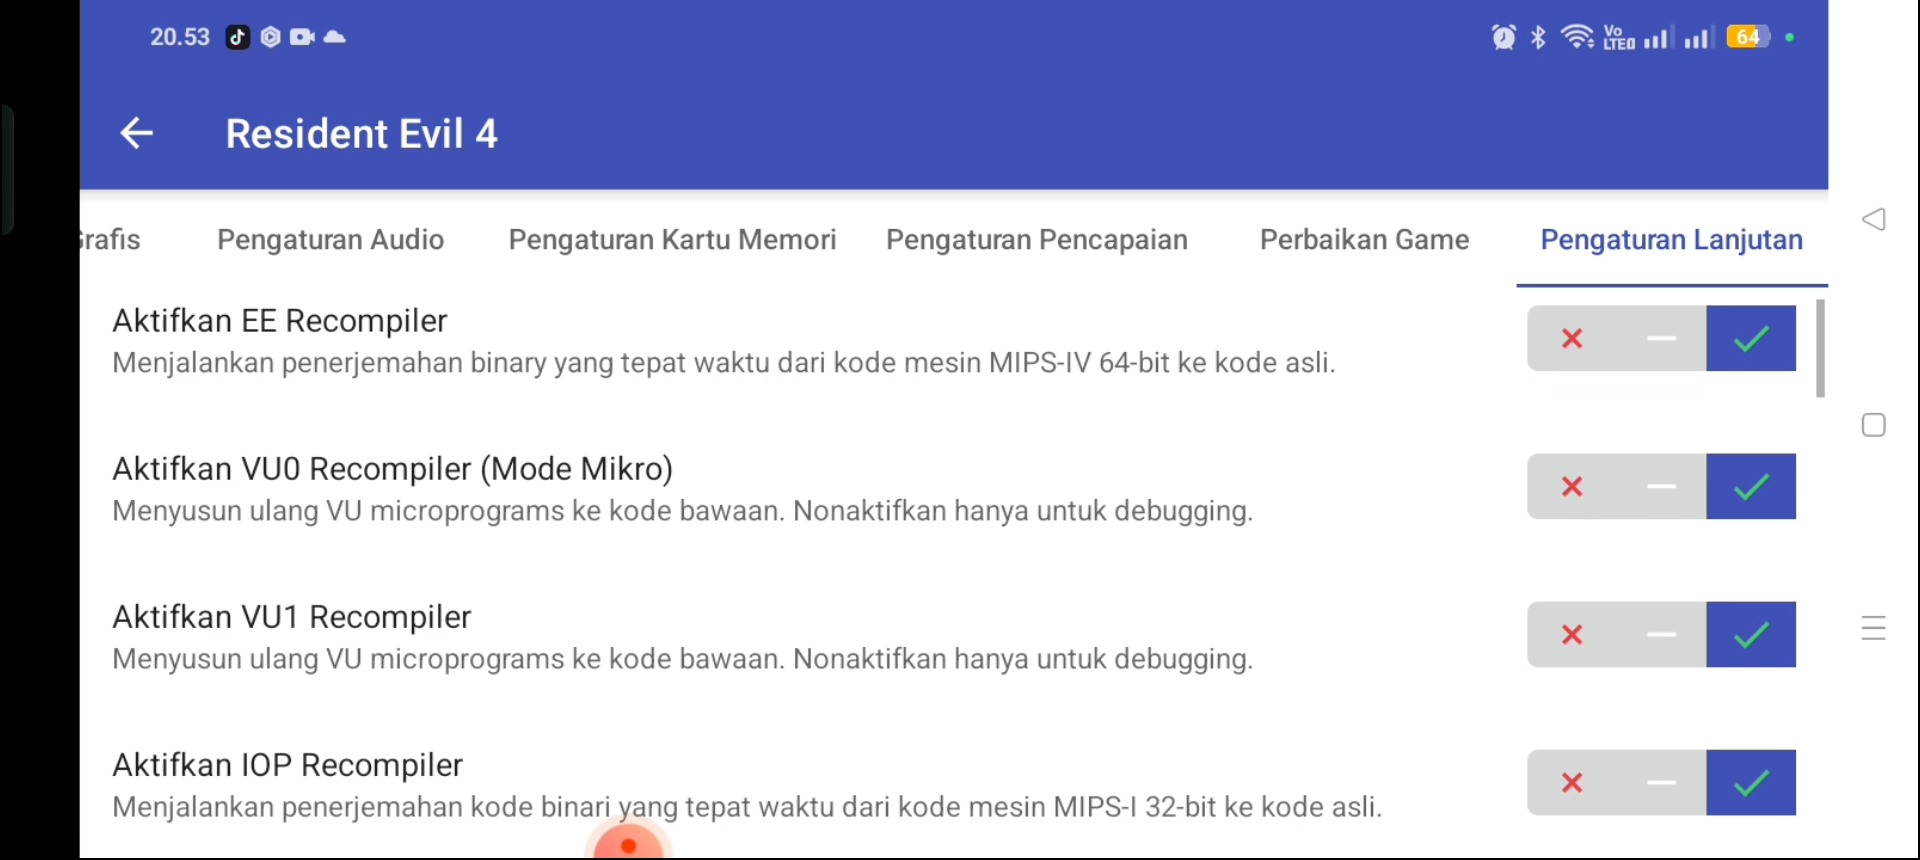 20.53
Vo
LTE
64
Resident Evil 4
Grafis
Pengaturan Audio
Pengaturan Kartu Memori
Pengaturan Pencapaian
Perbaikan Game
Pengaturan Lanjutan
Aktifkan EE Recompiler
Menjalankan penerjemahan binary yang tepat waktu dari kode mesin MIPS-IV 64-bit ke kode asli.
Aktifkan VU0 Recompiler (Mode Mikro)
Menyusun ulang VU microprograms ke kode bawaan. Nonaktifkan hanya untuk debugging.
Aktifkan VU1 Recompiler
Menyusun ulang VU microprograms ke kode bawaan. Nonaktifkan hanya untuk debugging.
Aktifkan IOP Recompiler
Menjalankan penerjemahan kode binari yang tepat waktu dari kode mesin MIPS-I 32-bit ke kode asli.